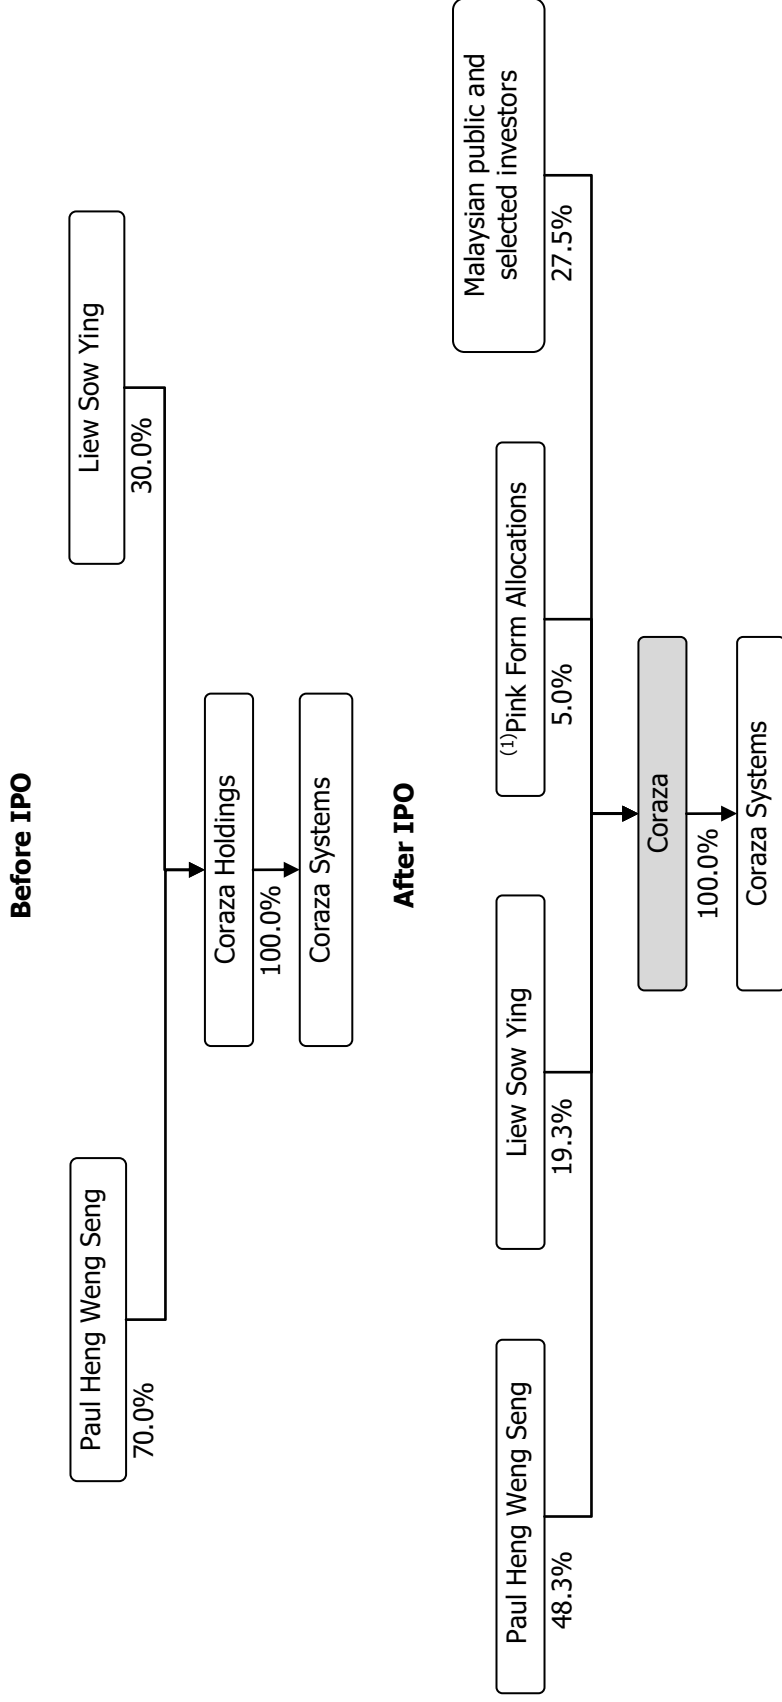 Before IPO
Paul Heng Weng Seng
70.0%
Liew Sow Ying
30.0%
Coraza Holdings
100.0%
Coraza Systems
After IPO
Paul Heng Weng Seng
48.3%
Liew Sow Ying
19.3%
(1)Pink Form Allocations
5.0%
Malaysian public and
selected investors
27.5%
Coraza
100.0%
Coraza Systems